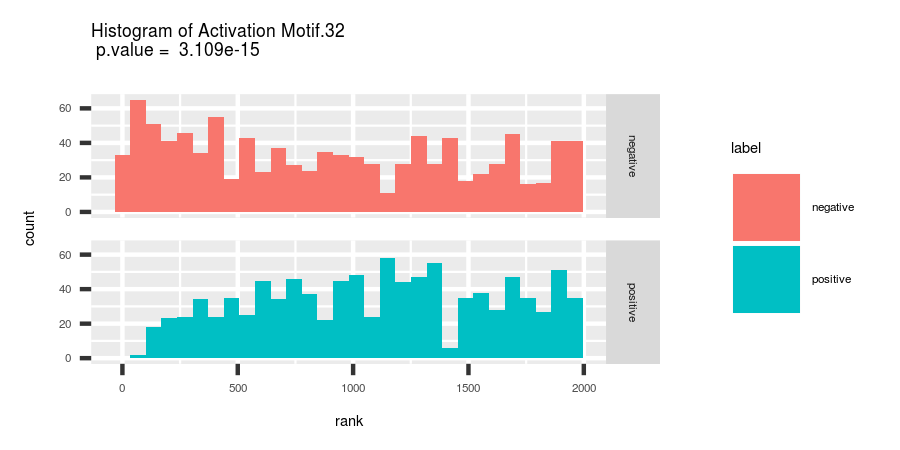 Histogram of Activation Motif.32
p.value = 3.109e-15
60
40
20
0
negative
60
40
20
0
positive
0 500 1000 1500 2000
rank
count
label
negative
positive